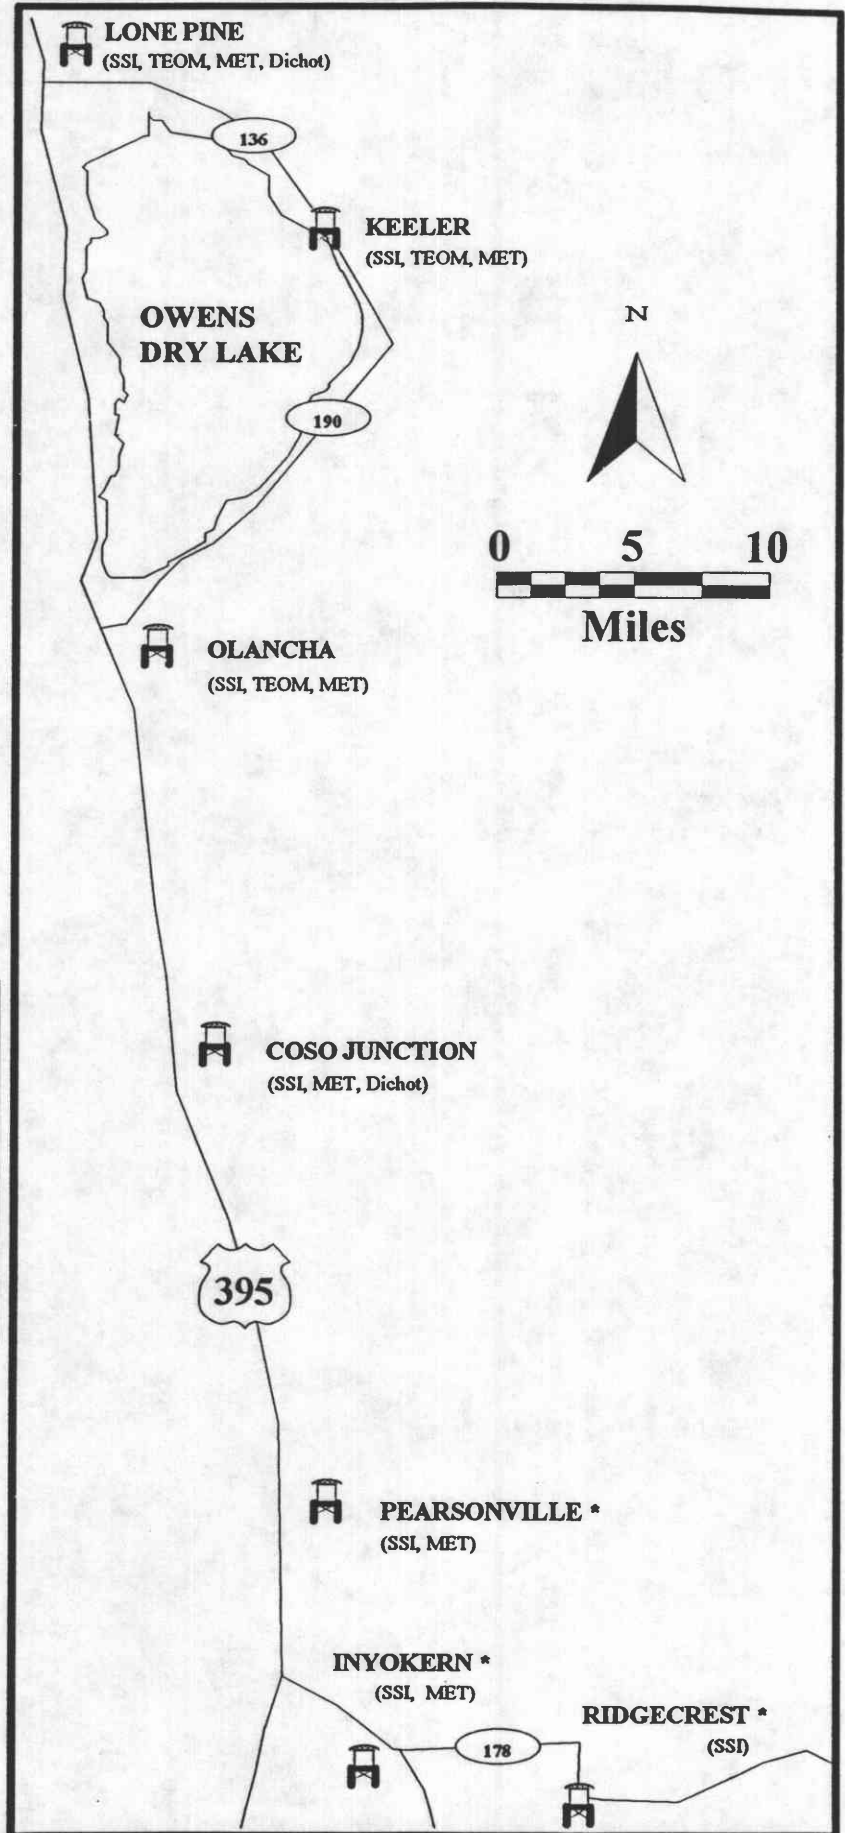 LONE PINE
(SSI, TEOM, MET, Dichot)
136
KEELER
(SSI, TEOM, MET)
OWENS
DRY LAKE
N
190
0 5 10
Miles
OLANCHA
(SSI, TEOM, MET)
COSO JUNCTION
(SSI, MET, Dichot)
395
PEARSONVILLE *
(SSI, MET)
INYOKERN *
(SSI, MET)
RIDGECREST *
(SSI)
178